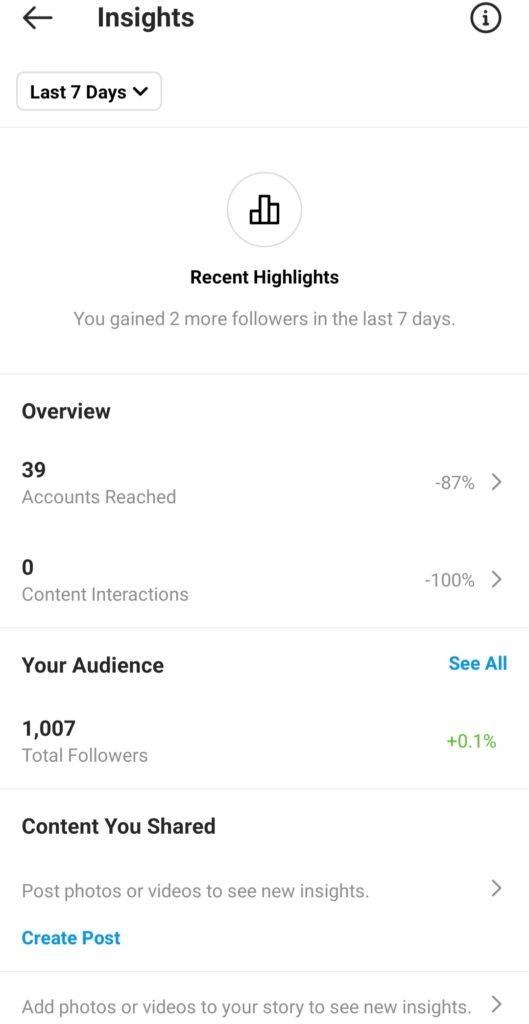 Insights
Last 7 Days
Recent Highlights
You gained 2 more followers in the last 7 days.
Overview
39
Accounts Reached
-87%
0
Content Interactions
-100%
Your Audience
See All
1,007
Total Followers
+0.1%
Content You Shared
Post photos or videos to see new insights.
Create Post
Add photos or videos to your story to see new insights.